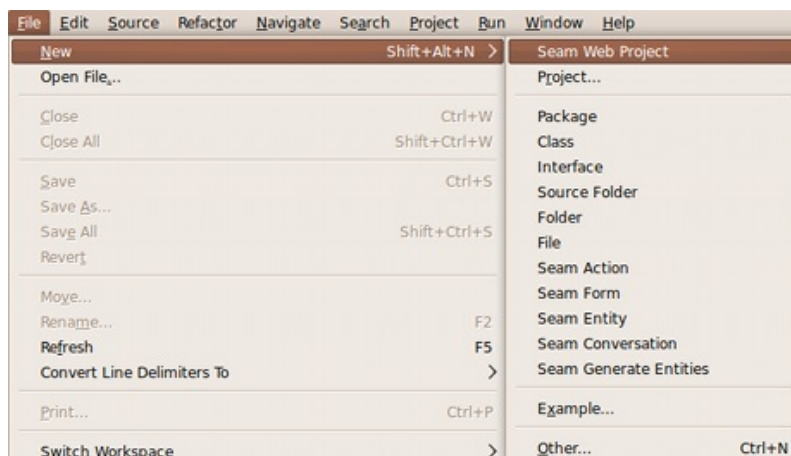 File Edit Source Refactor Navigate Search Project Run Window Help
New Shift+Alt+N >
Open File...
Close Ctrl+W
Close All Shift+Ctrl+W
Save Ctrl+S
Save As...
Save All Shift+Ctrl+S
Revert
Move...
Rename... F2
Refresh F5
Convert Line Delimiters To >
Print... Ctrl+P
Switch Workspace >
Seam Web Project
Project...
Package
Class
Interface
Source Folder
Folder
File
Seam Action
Seam Form
Seam Entity
Seam Conversation
Seam Generate Entities
Example...
Other... Ctrl+N